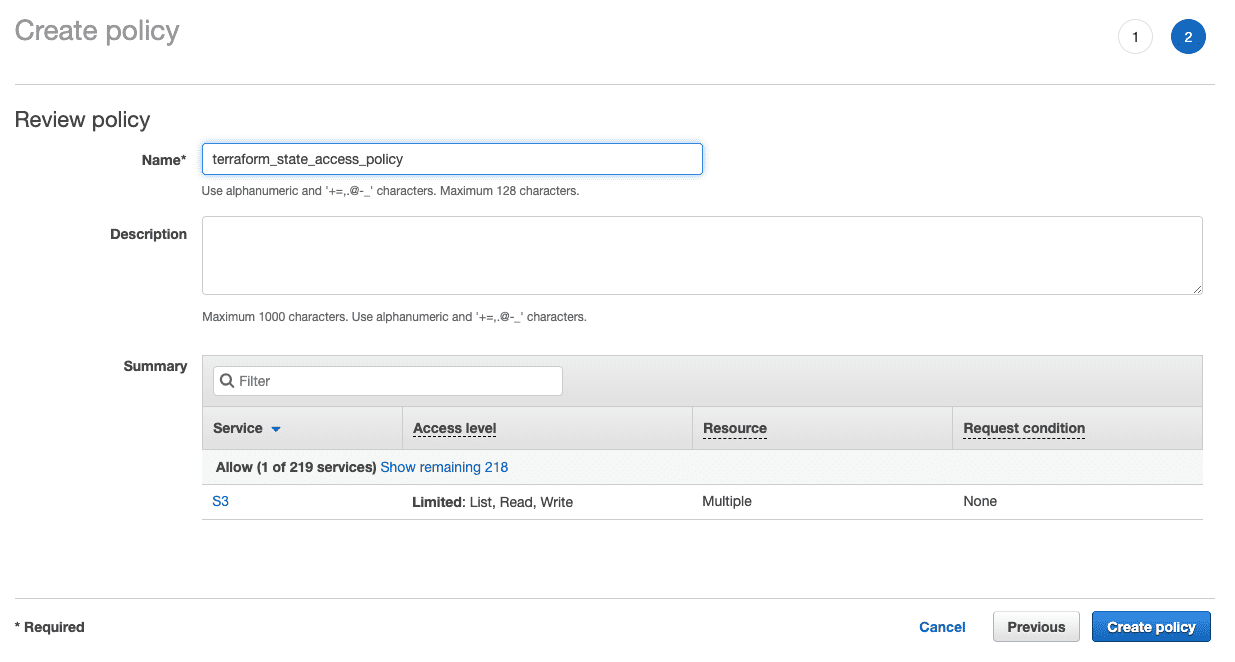 Create policy
1
2
Review policy
Name*
terraform_state_access_policy
Use alphanumeric and '+=,.@-_' characters. Maximum 128 characters.
Description
Maximum 1000 characters. Use alphanumeric and '+=,.@-_' characters.
Summary
Filter
Service Access level Resource Request condition
Allow (1 of 219 services) Show remaining 218
S3 Limited: List, Read, Write Multiple None
* Required
Cancel Previous Create policy